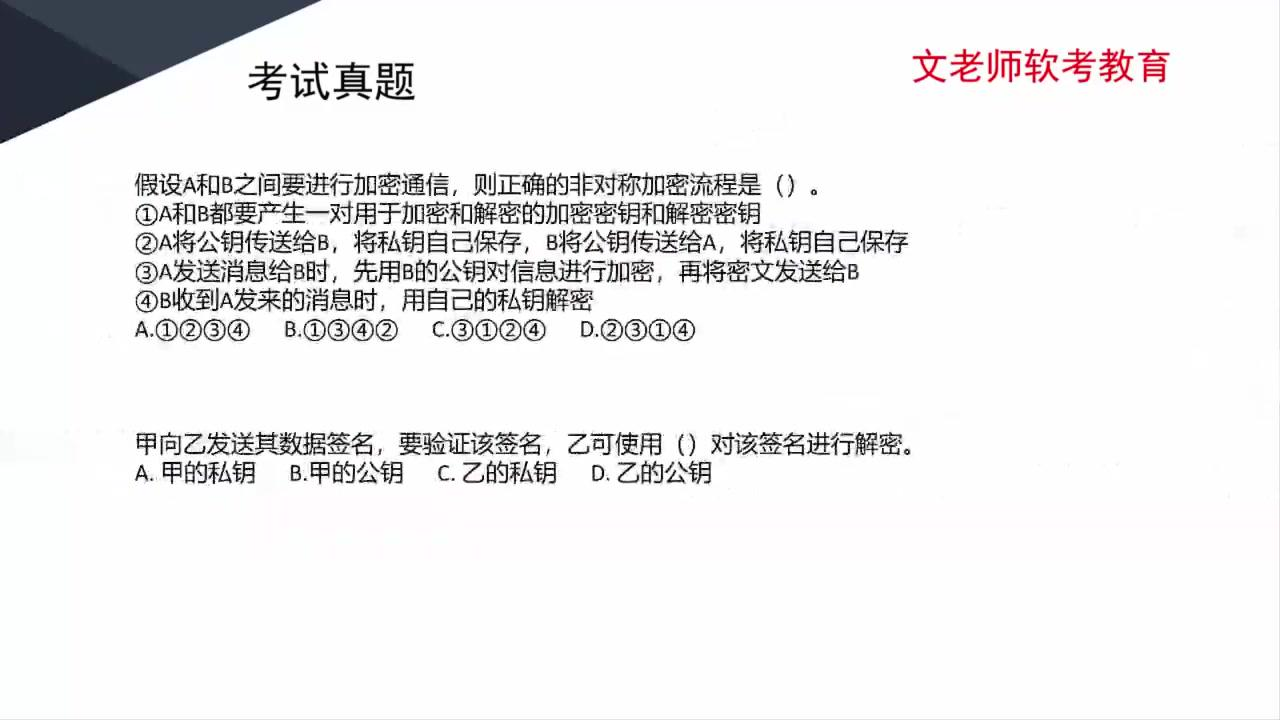 考试真题
文老师软考教育
假设A和B之间要进行加密通信，则正确的非对称加密流程是（）。
①A和B都要产生一对用于加密和解密的加密密钥和解密密钥
②A将公钥传送给B，将私钥自己保存，B将公钥传送给A，将私钥自己保存
③A发送消息给B时，先用B的公钥对信息进行加密，再将密文发送给B
④B收到A发来的消息时，用自己的私钥解密
A.①②③④ B.①③④② C.③①②④ D.②③①④
甲向乙发送其数据签名，要验证该签名，乙可使用（）对该签名进行解密。
A. 甲的私钥 B.甲的公钥 C. 乙的私钥 D. 乙的公钥